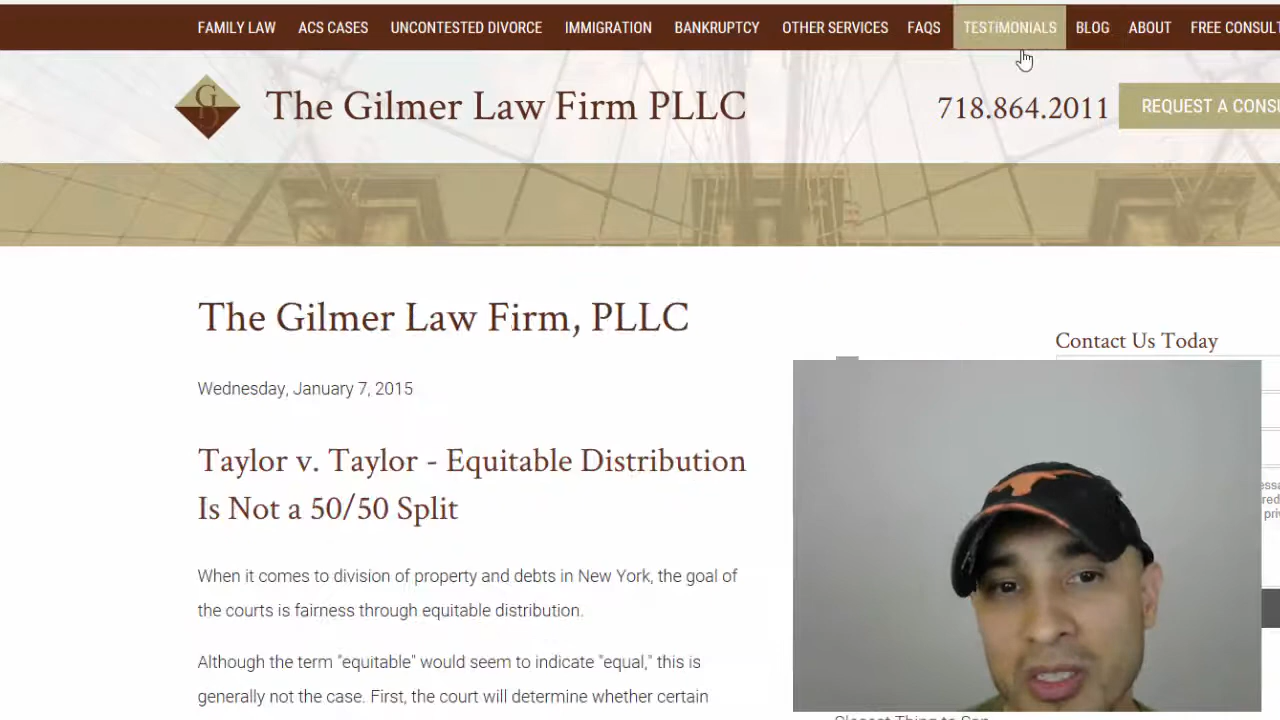 FAMILY LAW ACS CASES UNCONTESTED DIVORCE IMMIGRATION BANKRUPTCY OTHER SERVICES FAQS TESTIMONIALS BLOG ABOUT FREE CONSULT
The Gilmer Law Firm PLLC
718.864.2011
REQUEST A CONSU
The Gilmer Law Firm, PLLC
Contact Us Today
Wednesday, January 7, 2015
Taylor v. Taylor - Equitable Distribution
Is Not a 50/50 Split
When it comes to division of property and debts in New York, the goal of
the courts is fairness through equitable distribution.
Although the term "equitable" would seem to indicate "equal," this is
generally not the case. First, the court will determine whether certain